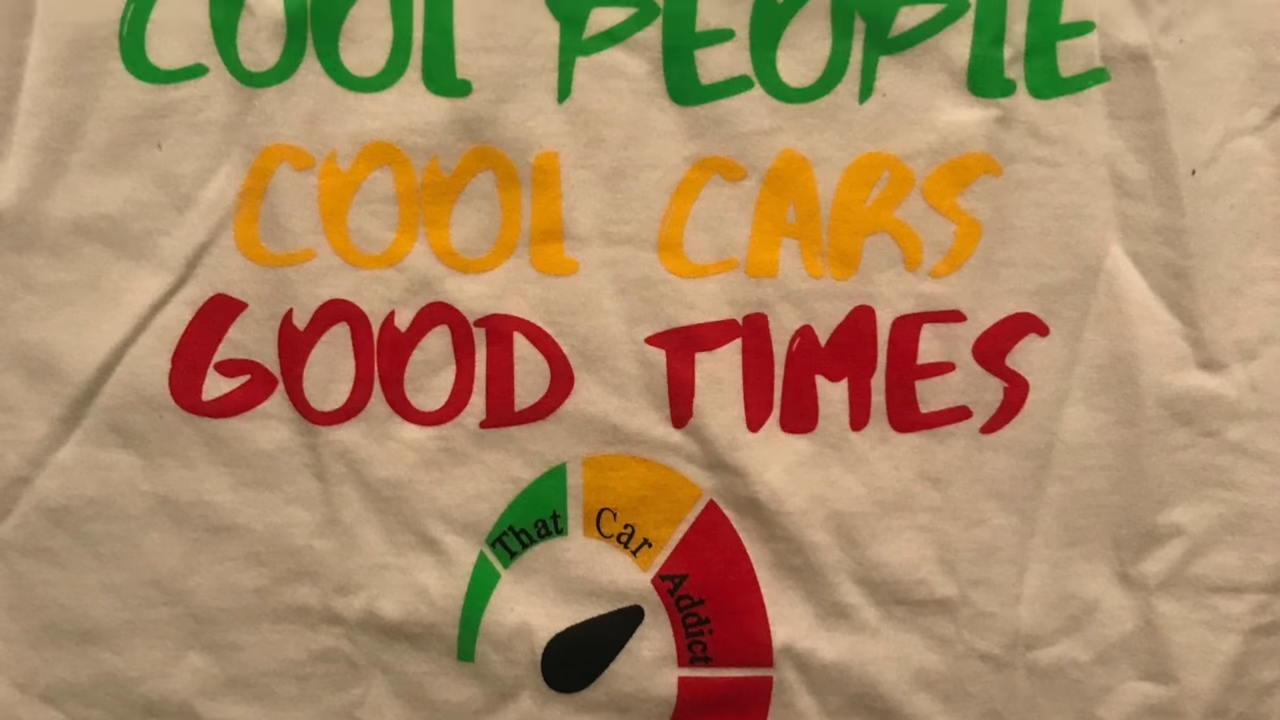 COOL PEOPLE
COOL CARS
GOOD TIMES
That Car Addict